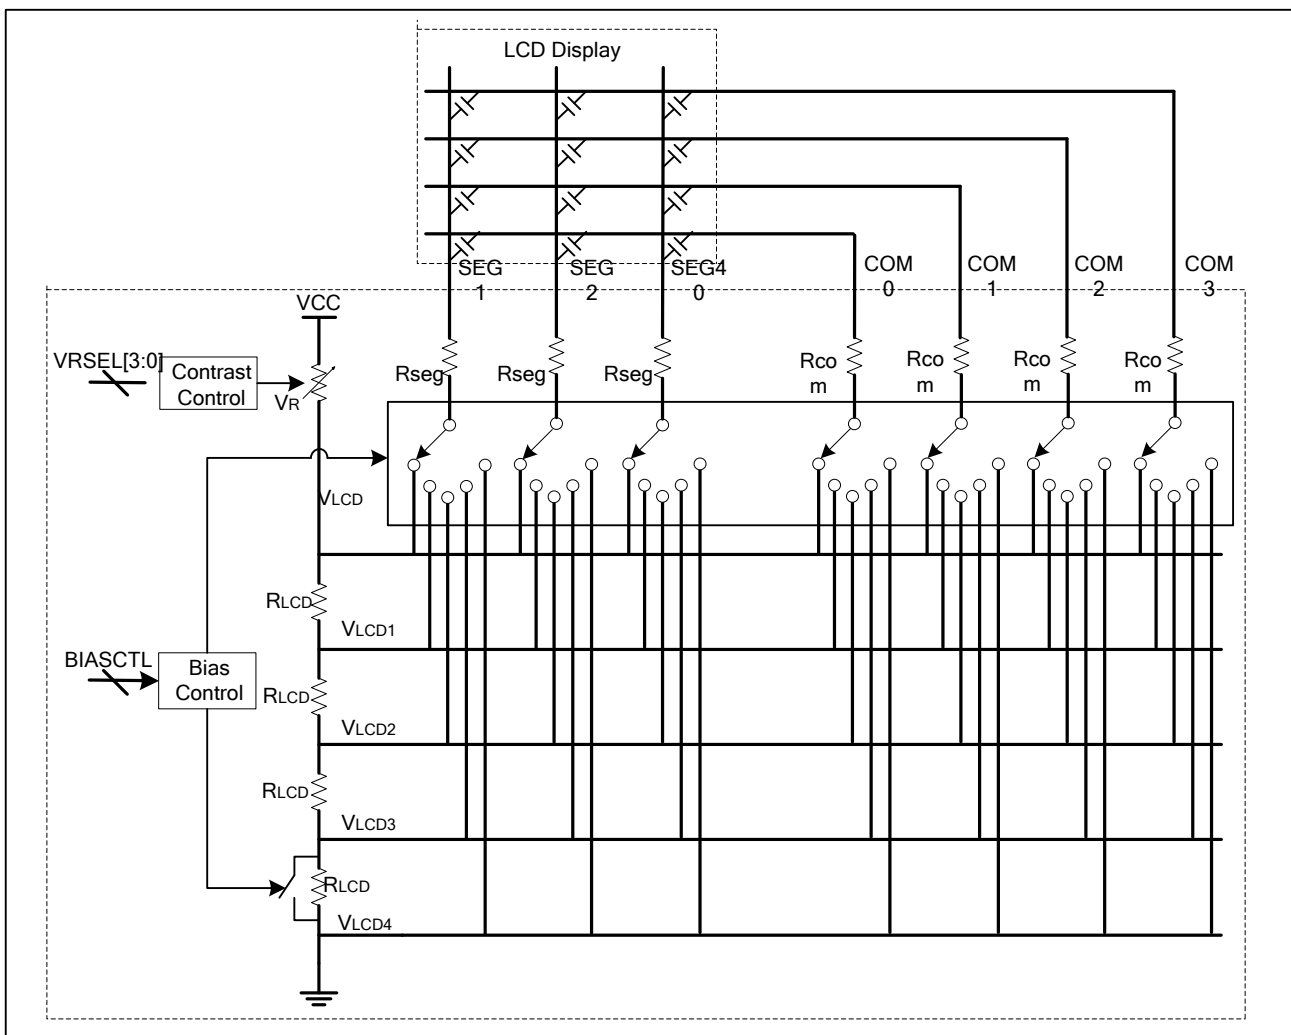 LCD Display
SEG
1
SEG
2
SEG4
0
COM
0
COM
1
COM
2
COM
3
VCC
VRSEL[3:0]
Contrast
Control
VR
Rseg
Rseg
Rseg
Rco
m
Rco
m
Rco
m
Rco
m
VLCD
RLCD
VLCD1
BIASCTL
Bias
Control
RLCD
VLCD2
RLCD
VLCD3
RLCD
VLCD4